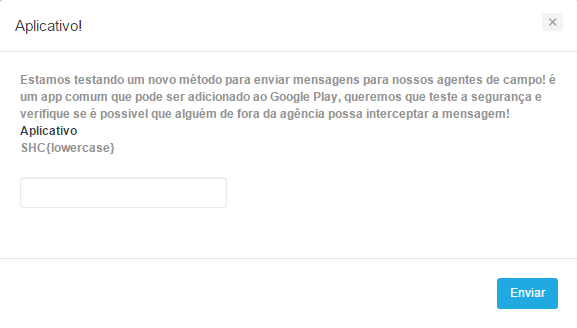 Aplicativo!
×
Estamos testando um novo método para enviar mensagens para nossos agentes de campo! é
um app comum que pode ser adicionado ao Google Play, queremos que teste a segurança e
verifique se é possivel que alguém de fora da agência possa interceptar a mensagem!
Aplicativo
SHC{lowercase}
Enviar